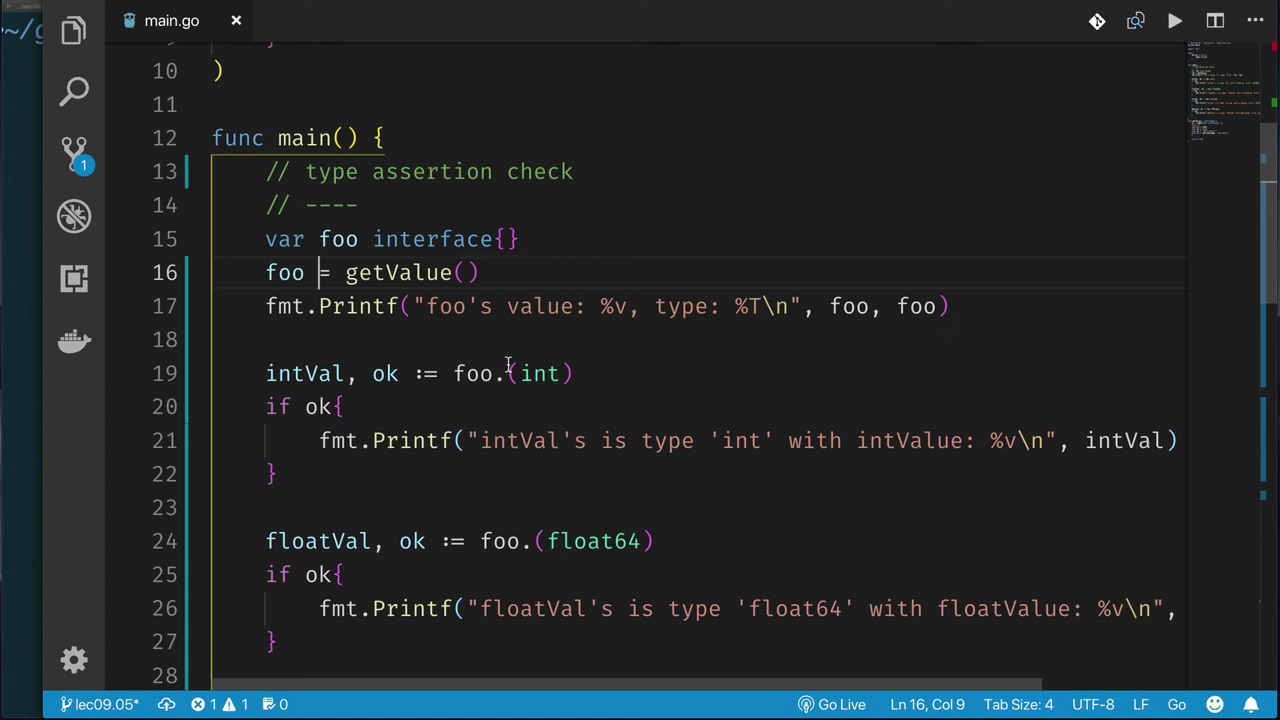 ~/g
main.go
10 )
11
12 func main() {
13 // type assertion check
14 // ----
15 var foo interface{}
16 foo = getValue()
17 fmt.Printf("foo's value: %v, type: %T\n", foo, foo)
18
19 intVal, ok := foo.(int)
20 if ok{
21 fmt.Printf("intVal's is type 'int' with intValue: %v\n", intVal)
22 }
23
24 floatVal, ok := foo.(float64)
25 if ok{
26 fmt.Printf("floatVal's is type 'float64' with floatValue: %v\n",
27 }
28
1
lec09.05* 1 1 0 Go Live Ln 16, Col 9 Tab Size: 4 UTF-8 LF Go